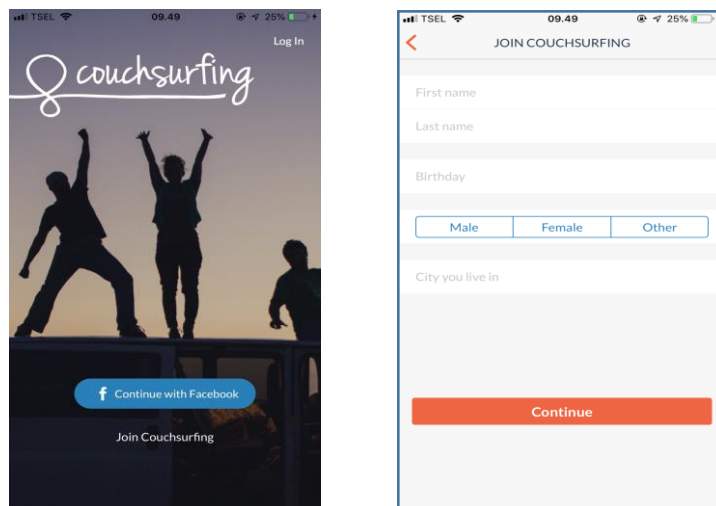 TSEL 09.49 25%
Log In
couchsurfing
Continue with Facebook
Join Couchsurfing
TSEL 09.49 25%
JOIN COUCHSURFING
First name
Last name
Birthday
Male Female Other
City you live in
Continue